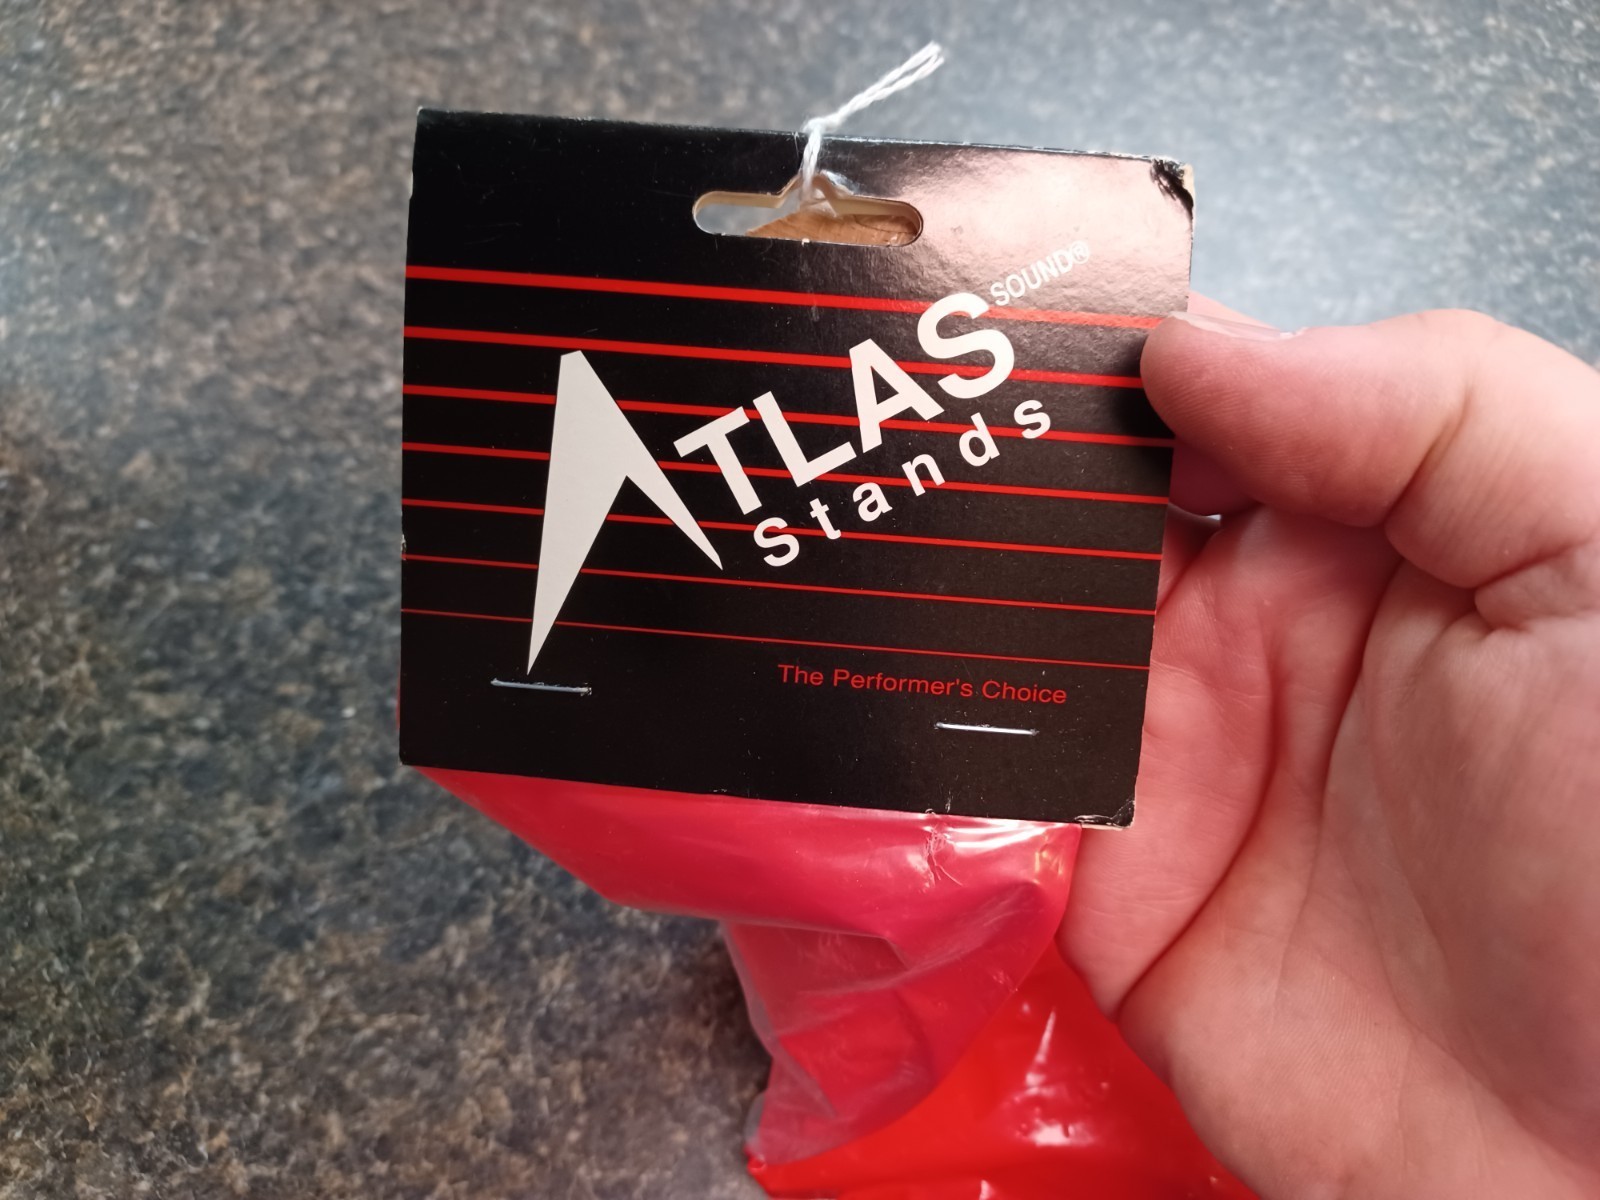 ATLAS SOUND®
Stands
The Performer's Choice